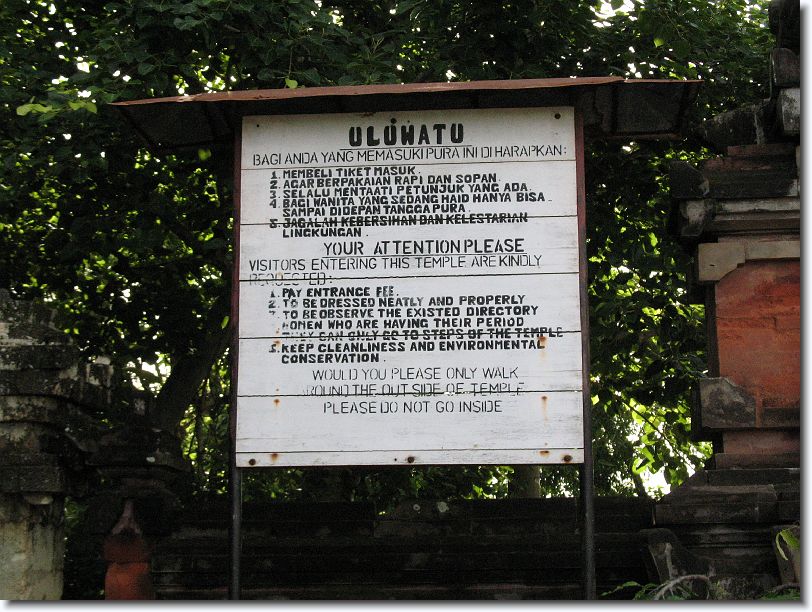 ULUWATU
BAGI ANDA YANG MEMASUKI PURA INI DI HARAPKAN:
1. MEMBELI TIKET MASUK.
2. AGAR BERPAKAIAN RAPI DAN SOPAN.
3. SELALU MENTAATI PETUNJUK YANG ADA.
4. BAGI WANITA YANG SEDANG HAID HANYA BISA
SAMPAI DIDEPAN TANGGA PURA
5. JAGALAH KEBERSIHAN DAN KELESTARIAN
LINGKUNGAN.
YOUR ATTENTION PLEASE
VISITORS ENTERING THIS TEMPLE ARE KINDLY
REQUESTED:
1. PAY ENTRANCE FEE.
2. TO BE DRESSED NEATLY AND PROPERLY
TO BE OBSERVE THE EXISTED DIRECTORY
WOMEN WHO ARE HAVING THEIR PERIOD
THEY CAN ONLY GE TO STEPS OF THE TEMPLE
5. KEEP CLEANLINESS AND ENVIRONMENTAL
CONSERVATION.
WOULD YOU PLEASE ONLY WALK
AROUND THE OUT SIDE OF TEMPLE
PLEASE DO NOT GO INSIDE